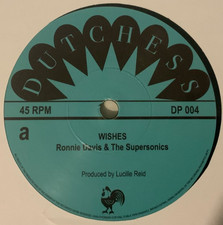 DUTCHESS
45 RPM
DP 004
a
WISHES
Ronnie Davis & The Supersonics
Produced by Lucille Reid